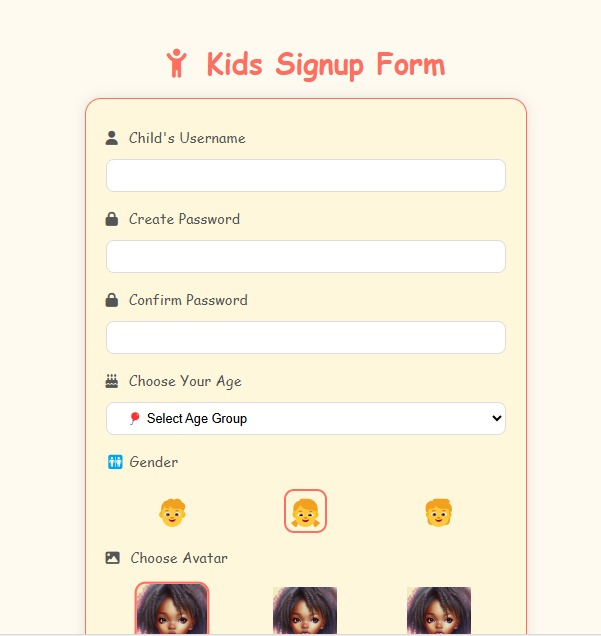 Kids Signup Form
Child's Username
Create Password
Confirm Password
Choose Your Age
Select Age Group
Gender
Choose Avatar